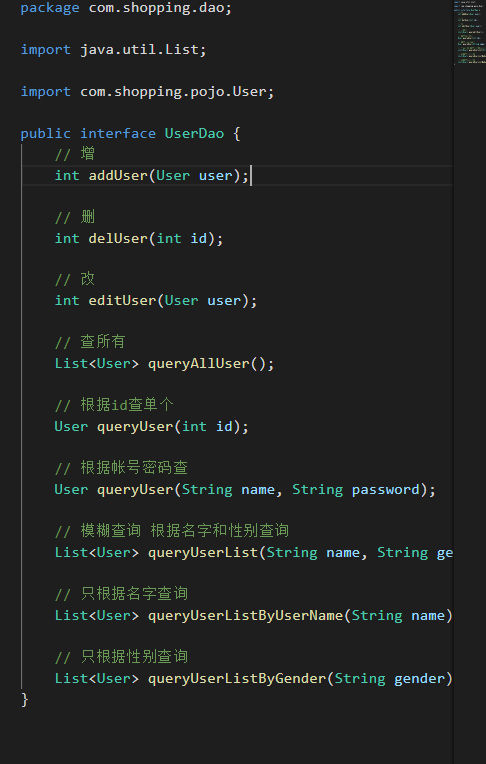 package com.shopping.dao;
import java.util.List;
import com.shopping.pojo.User;
public interface UserDao {
// 增
int addUser(User user);
// 删
int delUser(int id);
// 改
int editUser(User user);
// 查所有
List<User> queryAllUser();
// 根据id查单个
User queryUser(int id);
// 根据帐号密码查
User queryUser(String name, String password);
// 模糊查询 根据名字和性别查询
List<User> queryUserList(String name, String ge
// 只根据名字查询
List<User> queryUserListByUserName(String name)
// 只根据性别查询
List<User> queryUserListByGender(String gender)
}